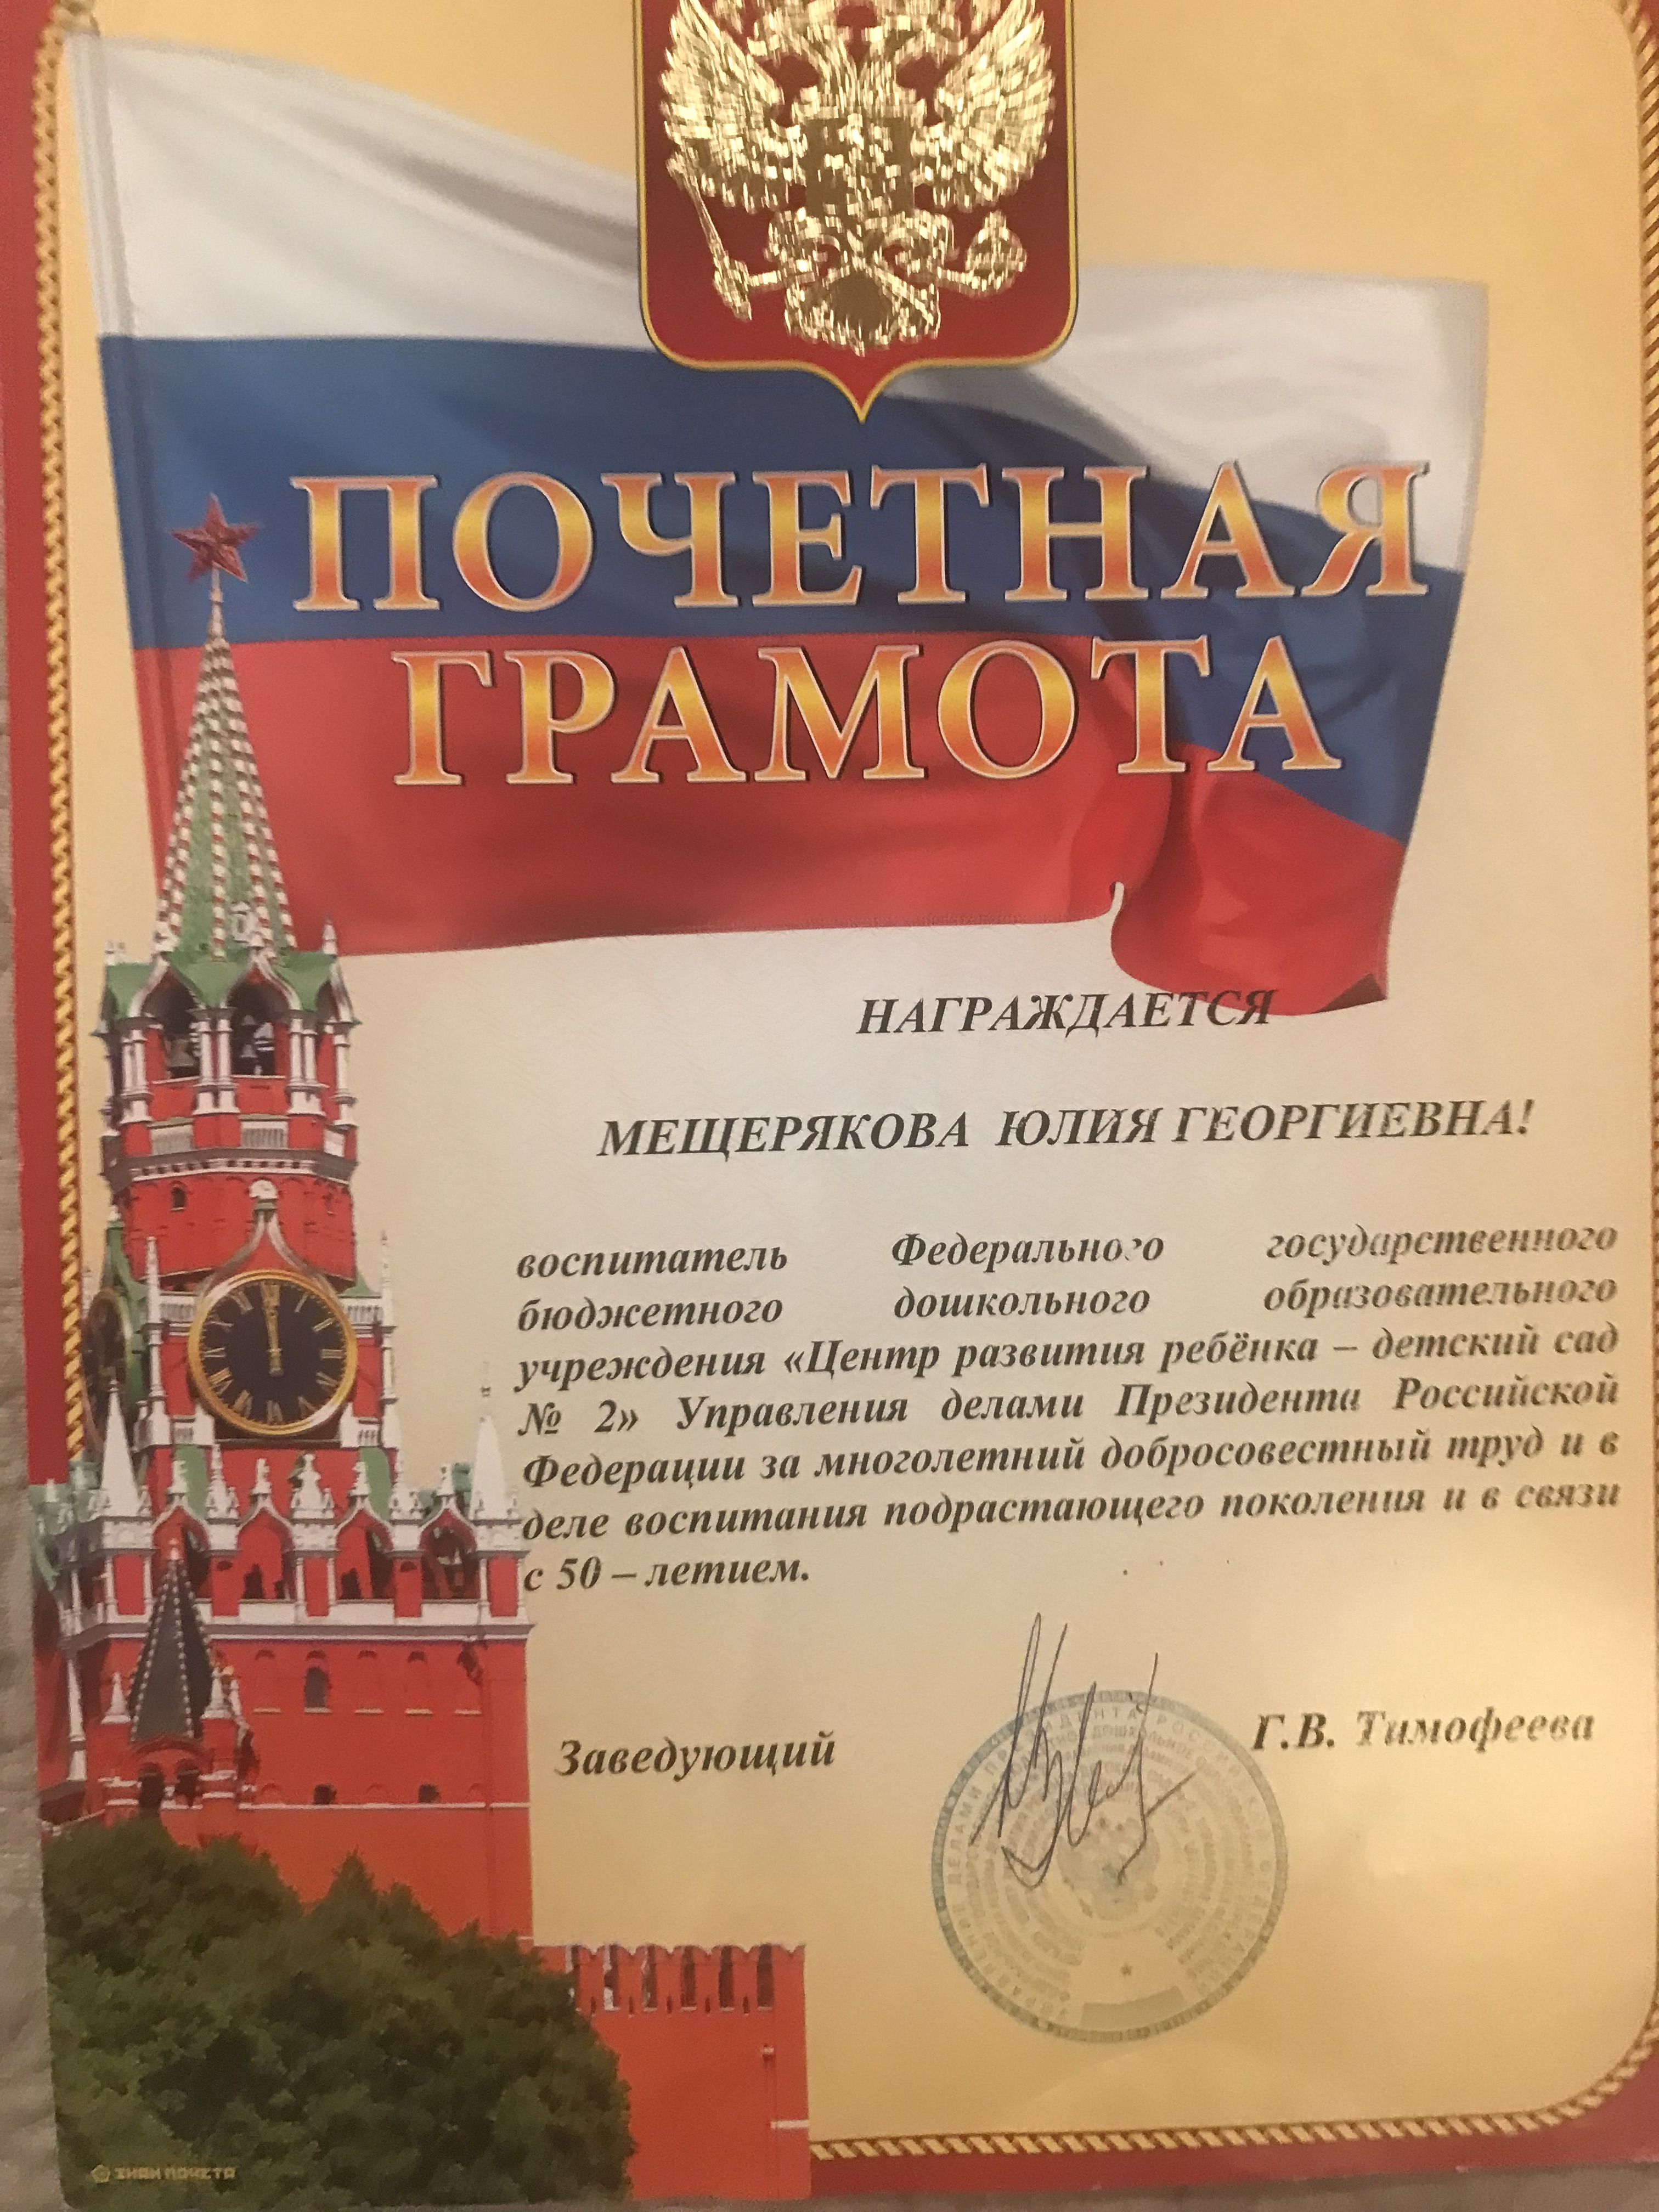 ПОЧЕТНАЯ
ГРАМОТА
НАГРАЖДАЕТСЯ
МЕЩЕРЯКОВА ЮЛИЯ ГЕОРГИЕВНА!
воспитатель Федерального государственного
бюджетного дошкольного образовательного
учреждения «Центр развития ребёнка – детский сад
№ 2» Управления делами Президента Российской
Федерации за многолетний добросовестный труд и в
деле воспитания подрастающего поколения и в связи
с 50 – летием.
Заведующий
Г.В. Тимофеева
ЗНАК ПОЧЕТА